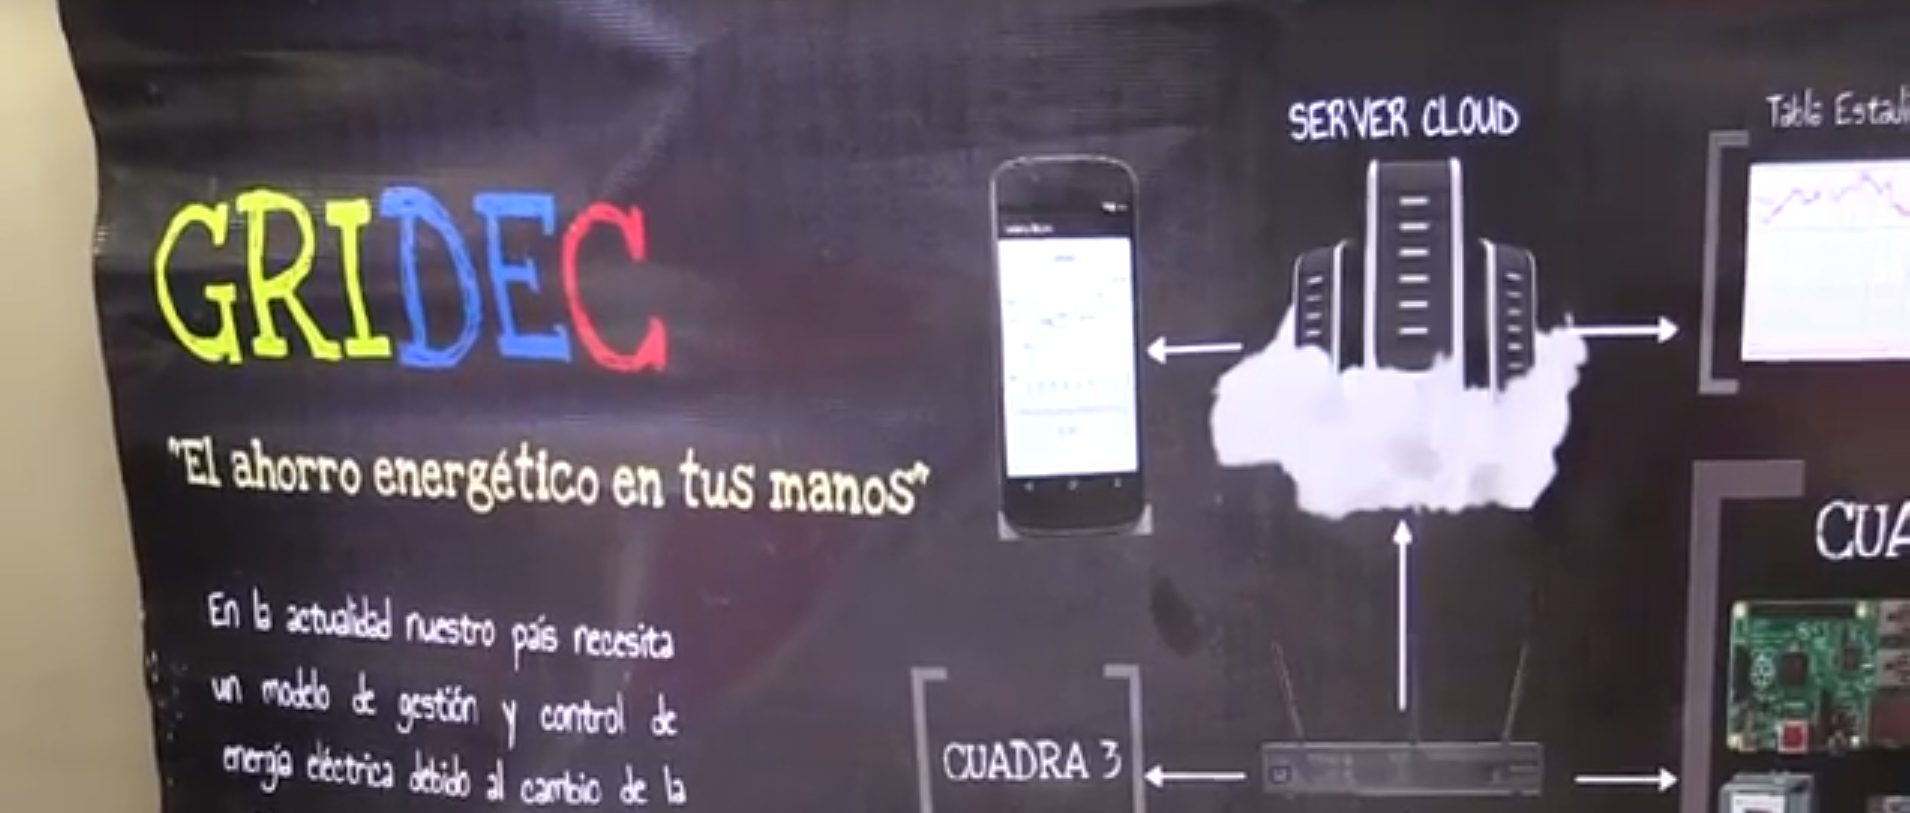 GRIDEC
"El ahorro energético en tus manos"
En la actualidad nuestro país necesita
un modelo de gestión y control de
energía eléctrica debido al cambio de la
SERVER CLOUD
Tabla
CUADRA 3
CUA